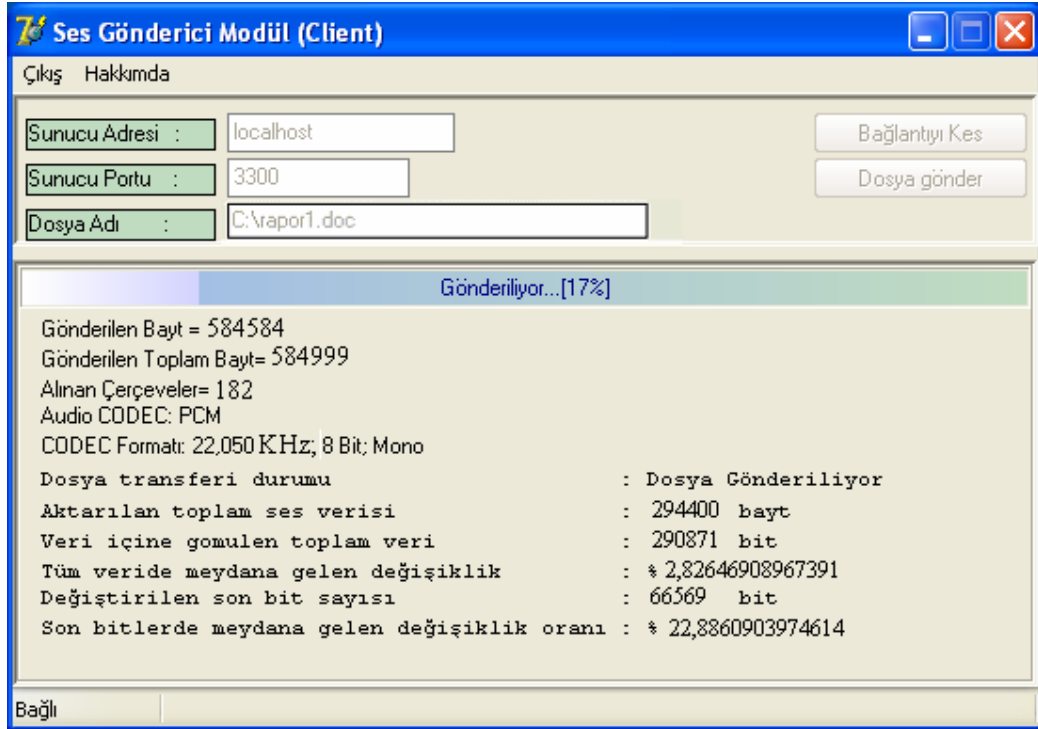 Ses Gönderici Modül (Client)
Çıkış Hakkımda
Sunucu Adresi : localhost Bağlantıyı Kes
Sunucu Portu : 3300 Dosya gönder
Dosya Adı : C:\rapor1.doc
Gönderiliyor...[17%]
Gönderilen Bayt = 584584
Gönderilen Toplam Bayt= 584999
Alınan Çerçeveler= 182
Audio CODEC: PCM
CODEC Formatı: 22,050 KHz; 8 Bit; Mono
Dosya transferi durumu : Dosya Gönderiliyor
Aktarılan toplam ses verisi : 294400 bayt
Veri içine gomulen toplam veri : 290871 bit
Tüm veride meydana gelen değişiklik : % 2,82646908967391
Değiştirilen son bit sayısı : 66569 bit
Son bitlerde meydana gelen değişiklik oranı : % 22,8860903974614
Bağlı